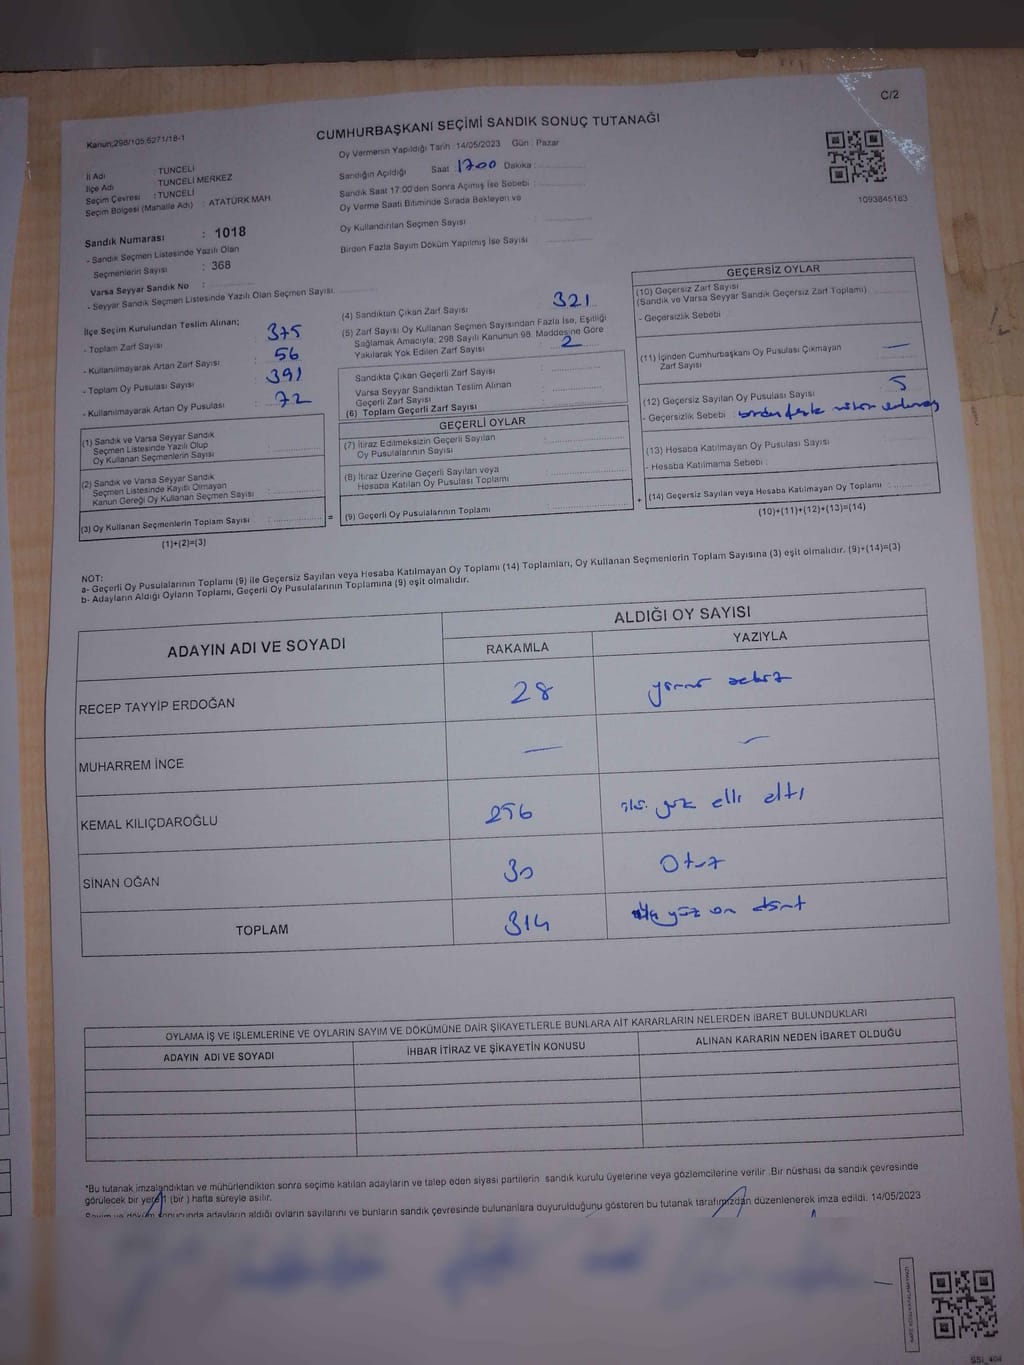 C/2
Kanun;298/105,6271/18-1
CUMHURBAŞKANI SEÇİMİ SANDIK SONUÇ TUTANAĞI
Oy Vermenin Yapıldığı Tarih :14/05/2023 Gün : Pazar
İl Adı : TUNCELİ
İlçe Adı : TUNCELİ MERKEZ
Seçim Çevresi : TUNCELİ
Seçim Bölgesi (Mahalle Adı) : ATATÜRK MAH.
Sandığın Açıldığı Saat 1700 Dakika :
Sandık Saat 17:00'den Sonra Açımış İse Sebebi :
Oy Verme Saati Bitiminde Sırada Bekleyen ve
Oy Kullandırılan Seçmen Sayısı
Birden Fazla Sayım Döküm Yapılmış İse Sayısı :
1093845183
Sandık Numarası : 1018
- Sandık Seçmen Listesinde Yazılı Olan
Seçmenlerin Sayısı : 368
Varsa Seyyar Sandık No :
- Seyyar Sandık Seçmen Listesinde Yazılı Olan Seçmen Sayısı:
İlçe Seçim Kurulundan Teslim Alınan;
- Toplam Zarf Sayısı : 375
- Kullanılmayarak Artan Zarf Sayısı : 56
- Toplam Oy Pusulası Sayısı : 391
- Kullanılmayarak Artan Oy Pusulası : 72
(4) Sandıktan Çıkan Zarf Sayısı : 321
(5) Zarf Sayısı Oy Kullanan Seçmen Sayısından Fazla İse, Eşitliği
Sağlamak Amacıyla, 298 Sayılı Kanunun 98. Maddesine Göre
Yakılarak Yok Edilen Zarf Sayısı : 2
Sandıkta Çıkan Geçerli Zarf Sayısı :
Varsa Seyyar Sandıktan Teslim Alınan
Geçerli Zarf Sayısı :
(6) Toplam Geçerli Zarf Sayısı :
GEÇERLİ OYLAR
(7) İtiraz Edilmeksizin Geçerli Sayılan
Oy Pusulalarının Sayısı :
(8) İtiraz Üzerine Geçerli Sayılan veya
Hesaba Katılan Oy Pusulası Toplamı :
(9) Geçerli Oy Pusulalarının Toplamı :
GEÇERSİZ OYLAR
(10) Geçersiz Zarf Sayısı
(Sandık ve Varsa Seyyar Sandık Geçersiz Zarf Toplamı)
- Geçersizlik Sebebi :
(11) İçinden Cumhurbaşkanı Oy Pusulası Çıkmayan
Zarf Sayısı : —
(12) Geçersiz Sayılan Oy Pusulası Sayısı : 5
- Geçersizlik Sebebi :
(13) Hesaba Katılmayan Oy Pusulası Sayısı
- Hesaba Katılmama Sebebi :
(14) Geçersiz Sayılan veya Hesaba Katılmayan Oy Toplamı :
(10)+(11)+(12)+(13)=(14)
(1) Sandık ve Varsa Seyyar Sandık
Seçmen Listesinde Yazılı Olup
Oy Kullanan Seçmenlerin Sayısı :
(2) Sandık ve Varsa Seyyar Sandık
Seçmen Listesinde Kayıtlı Olmayan
Kanun Gereği Oy Kullanan Seçmen Sayısı :
(3) Oy Kullanan Seçmenlerin Toplam Sayısı : =
+
(1)+(2)=(3)
NOT:
a- Geçerli Oy Pusulalarının Toplamı (9) ile Geçersiz Sayılan veya Hesaba Katılmayan Oy Toplamı (14) Toplamları, Oy Kullanan Seçmenlerin Toplam Sayısına (3) eşit olmalıdır. (9)+(14)=(3)
b- Adayların Aldığı Oyların Toplamı, Geçerli Oy Pusulalarının Toplamına (9) eşit olmalıdır.
ADAYIN ADI VE SOYADI
ALDIĞI OY SAYISI
RAKAMLA YAZIYLA
RECEP TAYYİP ERDOĞAN 28 yirmi sekiz
MUHARREM İNCE — —
KEMAL KILIÇDAROĞLU 256 iki yüz elli altı
SİNAN OĞAN 30 Otuz
TOPLAM 314 yüz on dört
OYLAMA İŞ VE İŞLEMLERİNE VE OYLARIN SAYIM VE DÖKÜMÜNE DAİR ŞİKAYETLERLE BUNLARA AİT KARARLARIN NELERDEN İBARET BULUNDUKLARI
ADAYIN ADI VE SOYADI İHBAR İTİRAZ VE ŞİKAYETİN KONUSU ALINAN KARARIN NEDEN İBARET OLDUĞU
*Bu tutanak imzalandıktan ve mühürlendikten sonra seçime katılan adayların ve talep eden siyasi partilerin sandık kurulu üyelerine veya gözlemcilerine verilir. Bir nüshası da sandık çevresinde
görülecek bir yere 1 (bir ) hafta süreyle asılır.
Sayım ve döküm sonucunda adayların aldığı oyların sayılarını ve bunların sandık çevresinde bulunanlara duyurulduğunu gösteren bu tutanak tarafımızdan düzenlenerek imza edildi. 14/05/2023